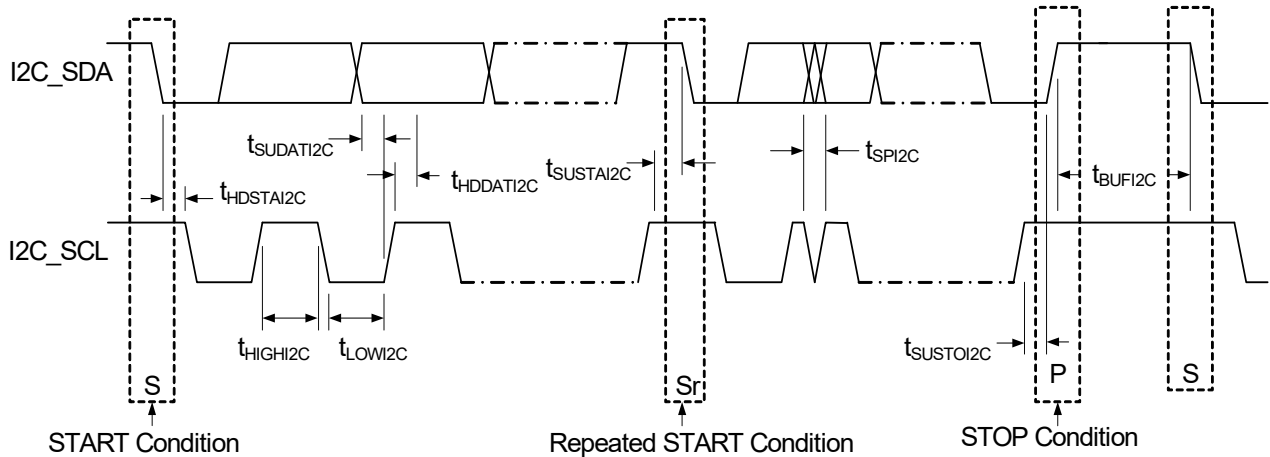 I2C_SDA
tSUDATI2C
tHDSTAI2C
tHDDATI2C
tSUSTAI2C
tSPI2C
tBUFI2C
I2C_SCL
tHIGHI2C
tLOWI2C
tSUSTOI2C
S
Sr
P
S
START Condition
Repeated START Condition
STOP Condition